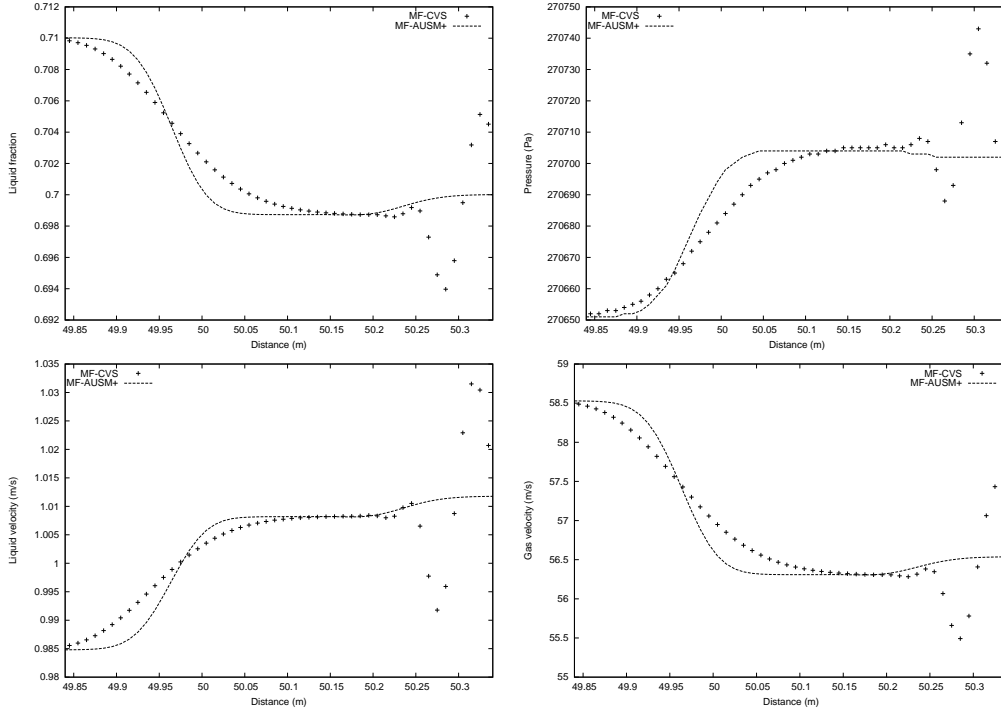 0.712
0.71
0.708
0.706
0.704
0.702
0.7
0.698
0.696
0.694
0.692
49.85 49.9 49.95 50 50.05 50.1 50.15 50.2 50.25 50.3
Liquid fraction
Distance (m)
MF-CVS
MF-AUSM+
270750
270740
270730
270720
270710
270700
270690
270680
270670
270660
270650
49.85 49.9 49.95 50 50.05 50.1 50.15 50.2 50.25 50.3
Pressure (Pa)
Distance (m)
MF-CVS
MF-AUSM+
1.035
1.03
1.025
1.02
1.015
1.01
1.005
1
0.995
0.99
0.985
0.98
49.85 49.9 49.95 50 50.05 50.1 50.15 50.2 50.25 50.3
Liquid velocity (m/s)
Distance (m)
MF-CVS
MF-AUSM+
59
58.5
58
57.5
57
56.5
56
55.5
55
49.85 49.9 49.95 50 50.05 50.1 50.15 50.2 50.25 50.3
Gas velocity (m/s)
Distance (m)
MF-CVS
MF-AUSM+